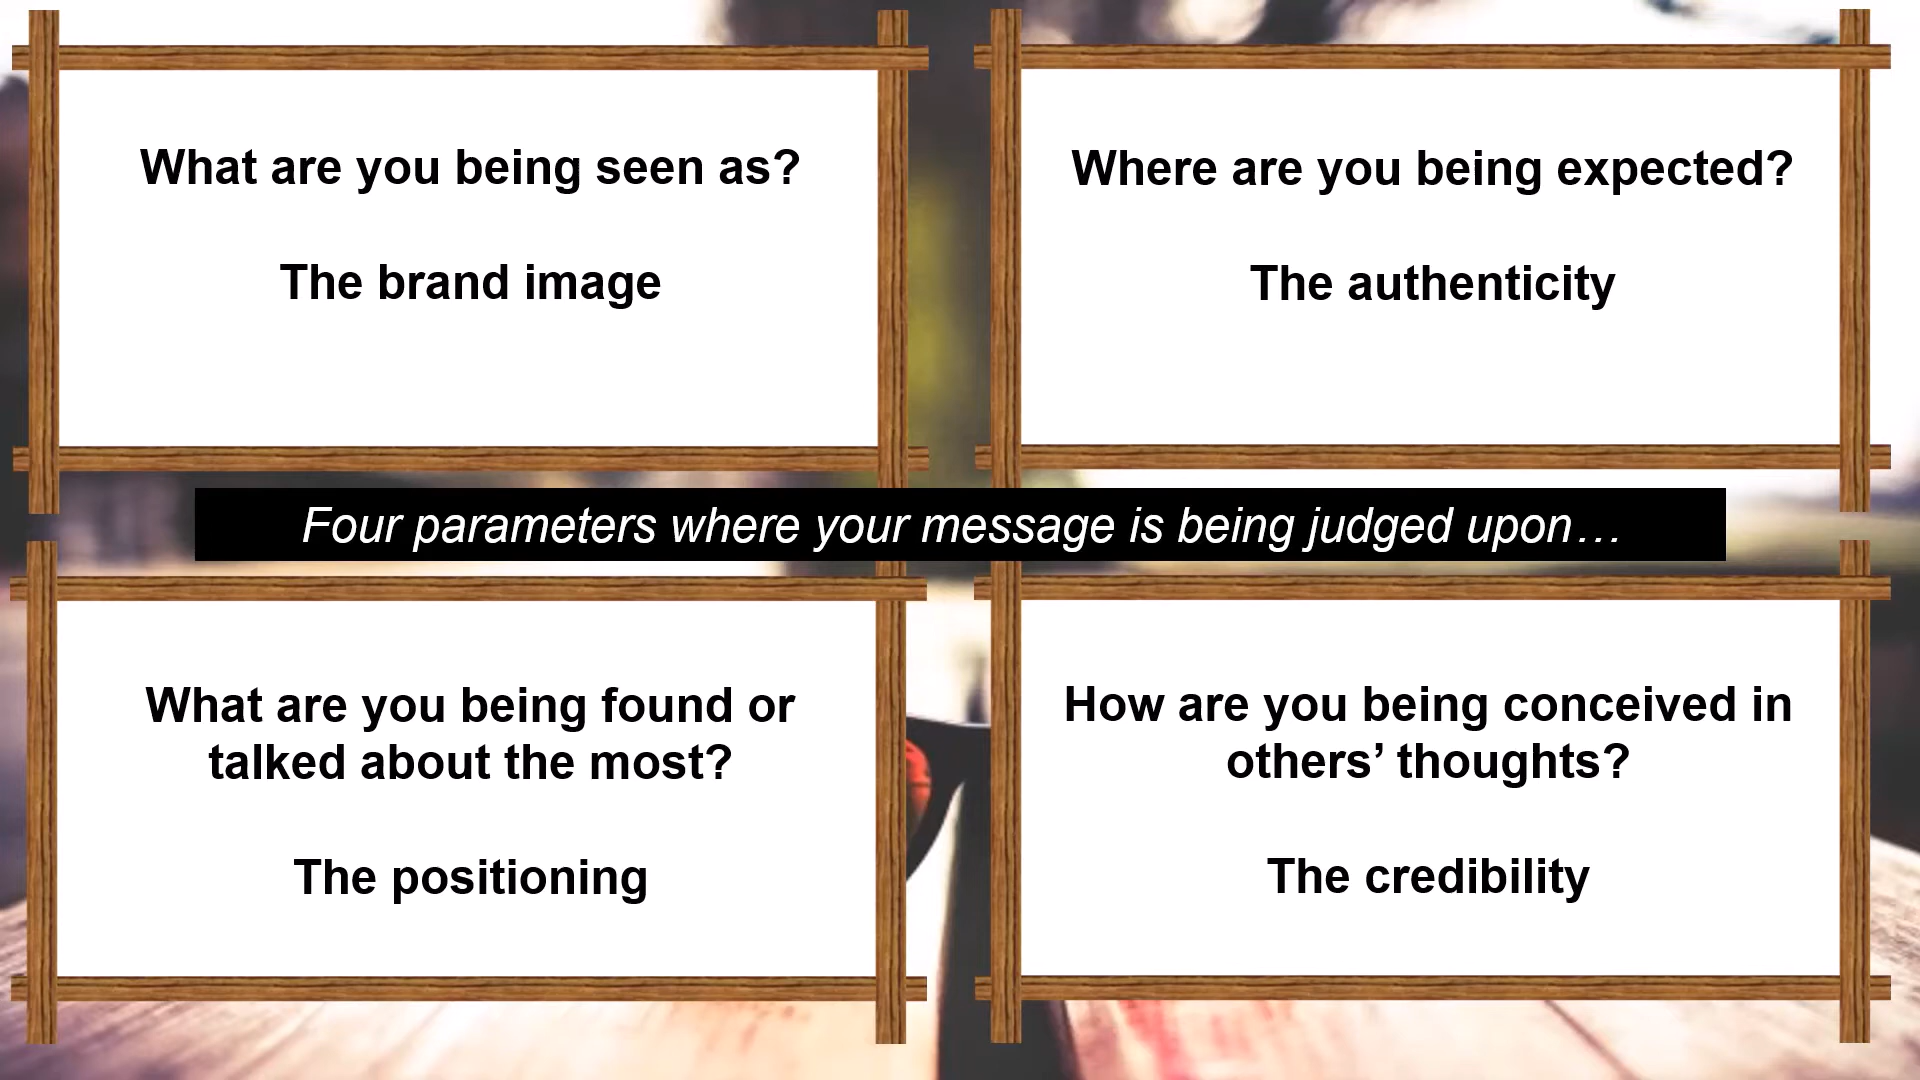 What are you being seen as?
The brand image
Where are you being expected?
The authenticity
Four parameters where your message is being judged upon…
What are you being found or
talked about the most?
The positioning
How are you being conceived in
others’ thoughts?
The credibility